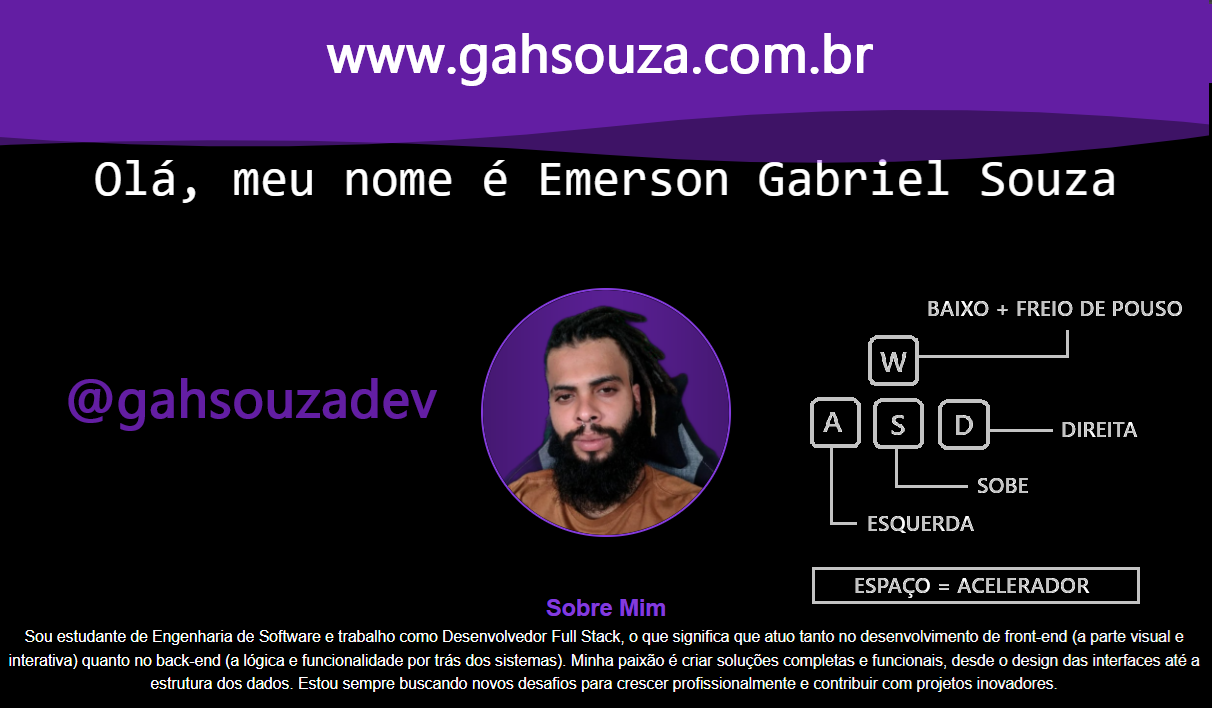 www.gahsouza.com.br
Olá, meu nome é Emerson Gabriel Souza
@gahsouzadev
BAIXO + FREIO DE POUSO
W
A S D
DIREITA
SOBE
ESQUERDA
ESPAÇO = ACELERADOR
Sobre Mim
Sou estudante de Engenharia de Software e trabalho como Desenvolvedor Full Stack, o que significa que atuo tanto no desenvolvimento de front-end (a parte visual e
interativa) quanto no back-end (a lógica e funcionalidade por trás dos sistemas). Minha paixão é criar soluções completas e funcionais, desde o design das interfaces até a
estrutura dos dados. Estou sempre buscando novos desafios para crescer profissionalmente e contribuir com projetos inovadores.